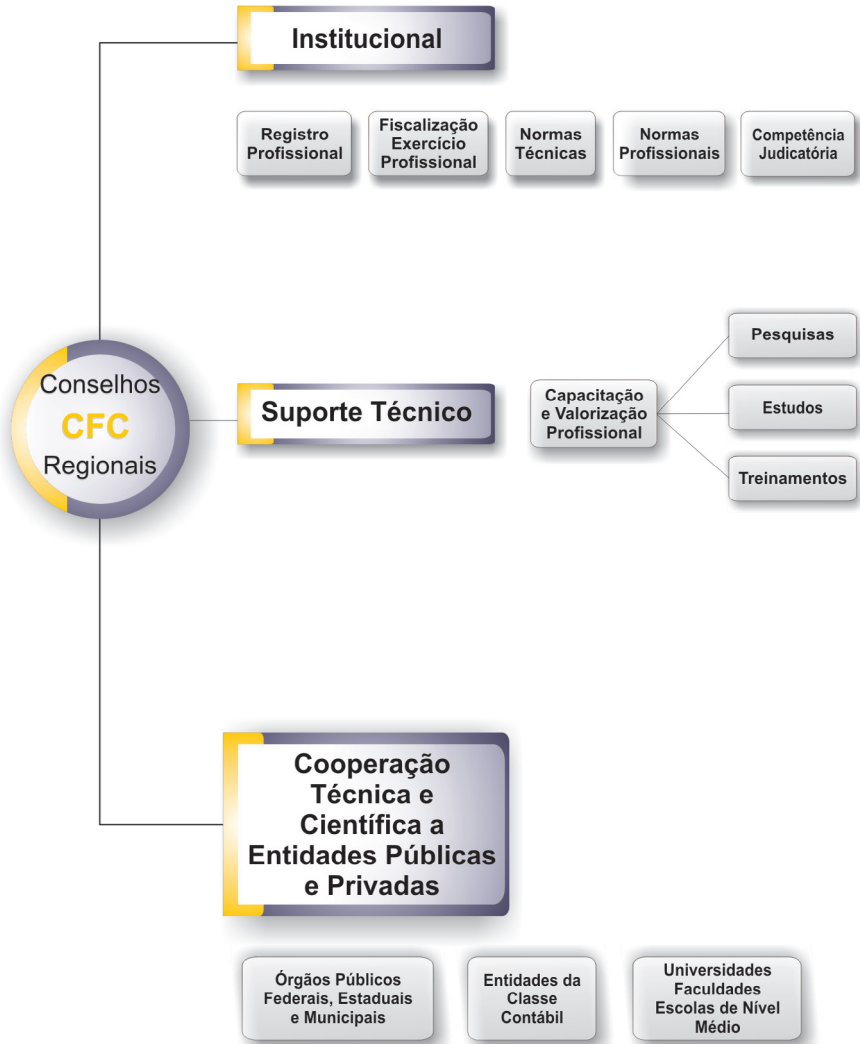 Institucional
Registro
Profissional
Fiscalização
Exercício
Profissional
Normas
Técnicas
Normas
Profissionais
Competência
Judicatória
Conselhos
CFC
Regionais
Suporte Técnico
Capacitação
e Valorização
Profissional
Pesquisas
Estudos
Treinamentos
Cooperação
Técnica e
Científica a
Entidades Públicas
e Privadas
Órgãos Públicos
Federais, Estaduais
e Municipais
Entidades da
Classe
Contábil
Universidades
Faculdades
Escolas de Nível
Médio